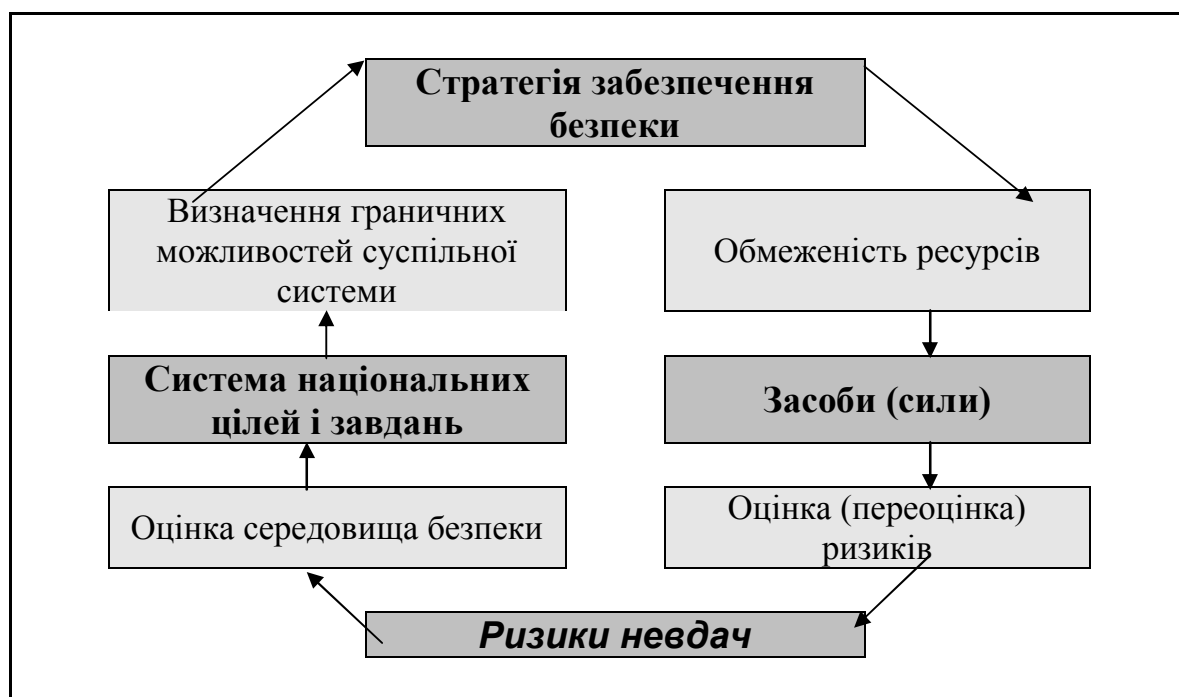 Стратегія забезпечення
безпеки
Визначення граничних
можливостей суспільної
системи
Обмеженість ресурсів
Система національних
цілей і завдань
Засоби (сили)
Оцінка середовища безпеки
Оцінка (переоцінка)
ризиків
Ризики невдач